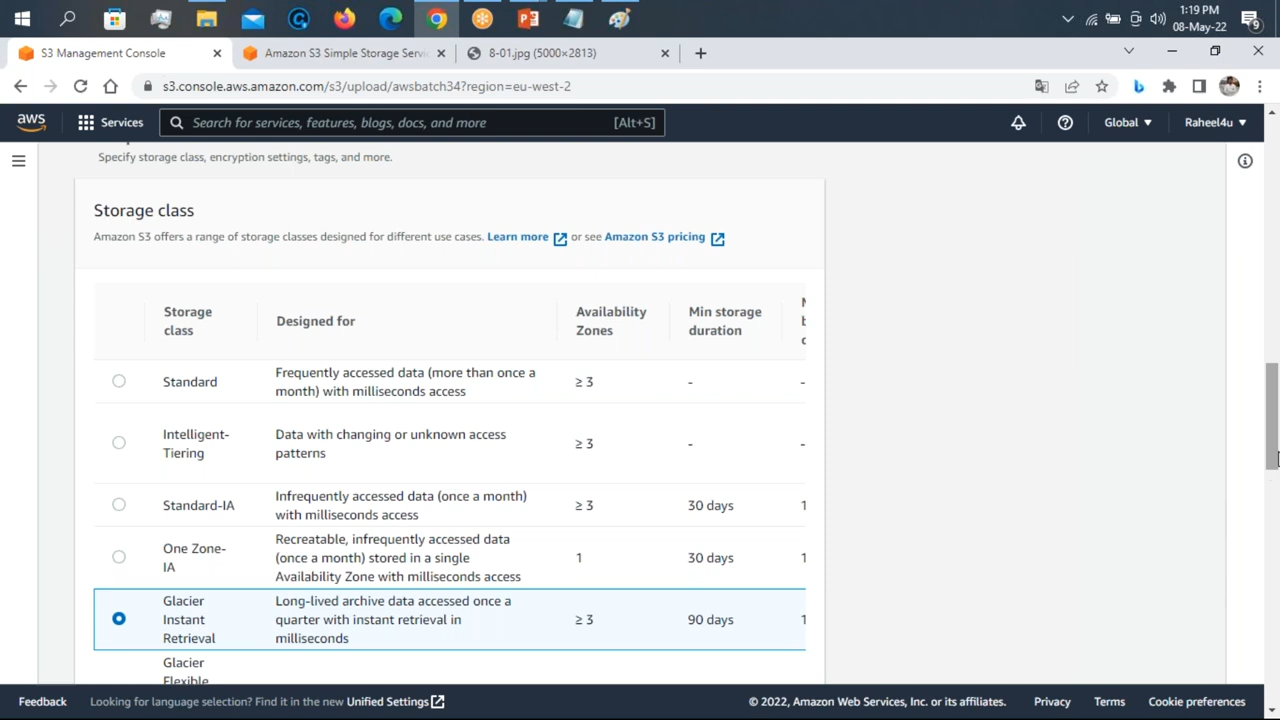 1:19 PM
08-May-22
9
S3 Management Console
Amazon S3 Simple Storage Servi
8-01.jpg (5000×2813)
s3.console.aws.amazon.com/s3/upload/awsbatch34?region=eu-west-2
aws
Services
Search for services, features, blogs, docs, and more
[Alt+S]
Global
Raheel4u
Specify storage class, encryption settings, tags, and more.
Storage class
Amazon S3 offers a range of storage classes designed for different use cases. Learn more or see Amazon S3 pricing
Storage
class
Designed for
Availability
Zones
Min storage
duration
Standard
Frequently accessed data (more than once a
month) with milliseconds access
≥ 3
-
-
Intelligent-
Tiering
Data with changing or unknown access
patterns
≥ 3
-
-
Standard-IA
Infrequently accessed data (once a month)
with milliseconds access
≥ 3
30 days
1
One Zone-
IA
Recreatable, infrequently accessed data
(once a month) stored in a single
Availability Zone with milliseconds access
1
30 days
1
Glacier
Instant
Retrieval
Long-lived archive data accessed once a
quarter with instant retrieval in
milliseconds
≥ 3
90 days
1
Glacier
Flexible
Feedback
Looking for language selection? Find it in the new Unified Settings
© 2022, Amazon Web Services, Inc. or its affiliates.
Privacy
Terms
Cookie preferences